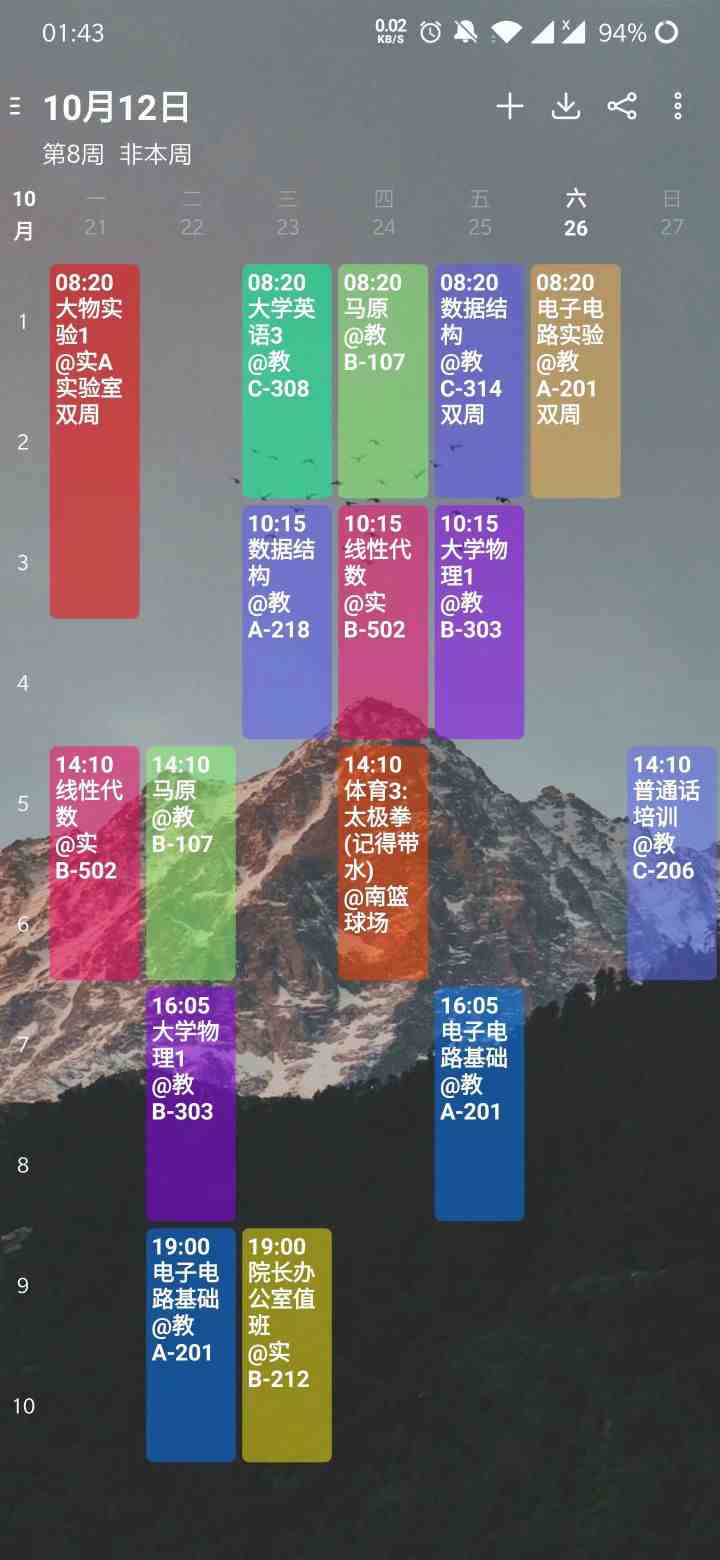 01:43
0.02
KB/S
x
94%
10月12日
第8周 非本周
10
月
一
21
二
22
三
23
四
24
五
25
六
26
日
27
1
2
3
4
5
6
7
8
9
10
08:20
大物实
验1
@实A
实验室
双周
08:20
大学英
语3
@教
C-308
08:20
马原
@教
B-107
08:20
数据结
构
@教
C-314
双周
08:20
电子电
路实验
@教
A-201
双周
10:15
数据结
构
@教
A-218
10:15
线性代
数
@实
B-502
10:15
大学物
理1
@教
B-303
14:10
线性代
数
@实
B-502
14:10
马原
@教
B-107
14:10
体育3:
太极拳
(记得带
水)
@南篮
球场
14:10
普通话
培训
@教
C-206
16:05
大学物
理1
@教
B-303
16:05
电子电
路基础
@教
A-201
19:00
电子电
路基础
@教
A-201
19:00
院长办
公室值
班
@实
B-212